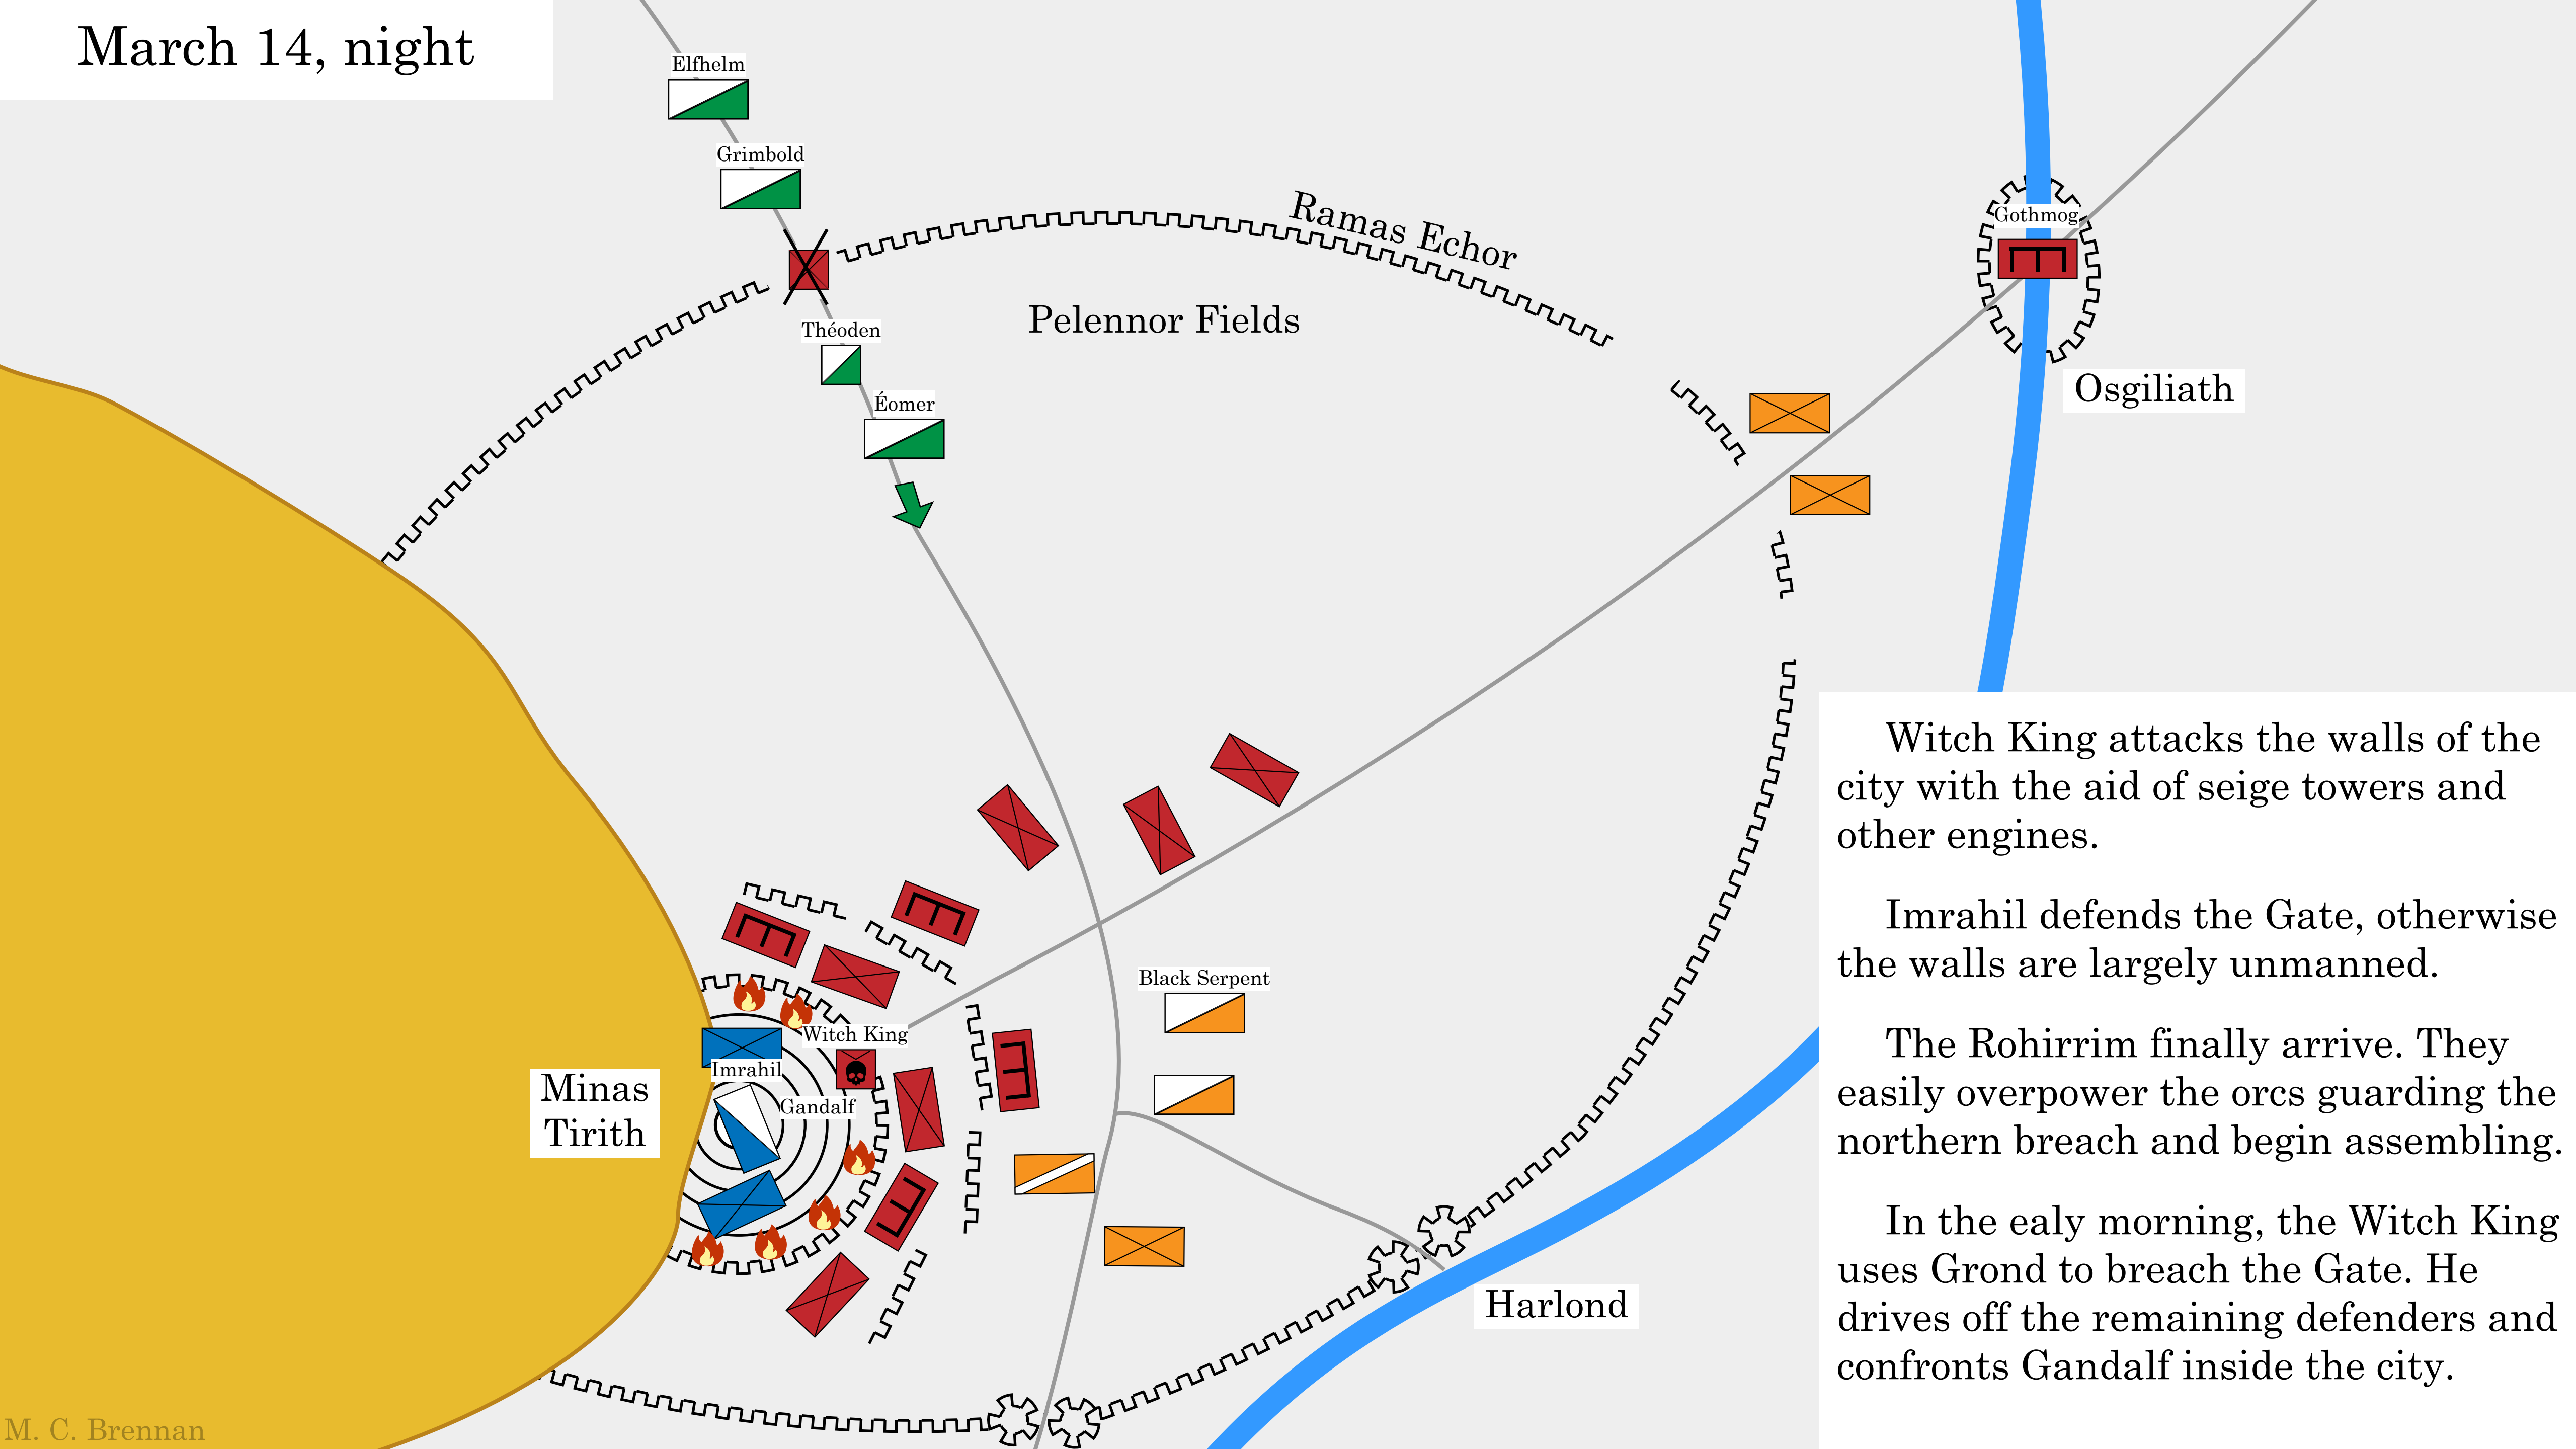 March 14, night
Elfhelm
Grimbold
Ramas Echor
Gothmog
Pelennor Fields
Théoden
Osgiliath
Éomer
Black Serpent
Witch King
Imrahil
Minas
Tirith
Gandalf
Harlond
Witch King attacks the walls of the
city with the aid of seige towers and
other engines.
Imrahil defends the Gate, otherwise
the walls are largely unmanned.
The Rohirrim finally arrive. They
easily overpower the orcs guarding the
northern breach and begin assembling.
In the ealy morning, the Witch King
uses Grond to breach the Gate. He
drives off the remaining defenders and
confronts Gandalf inside the city.
M. C. Brennan